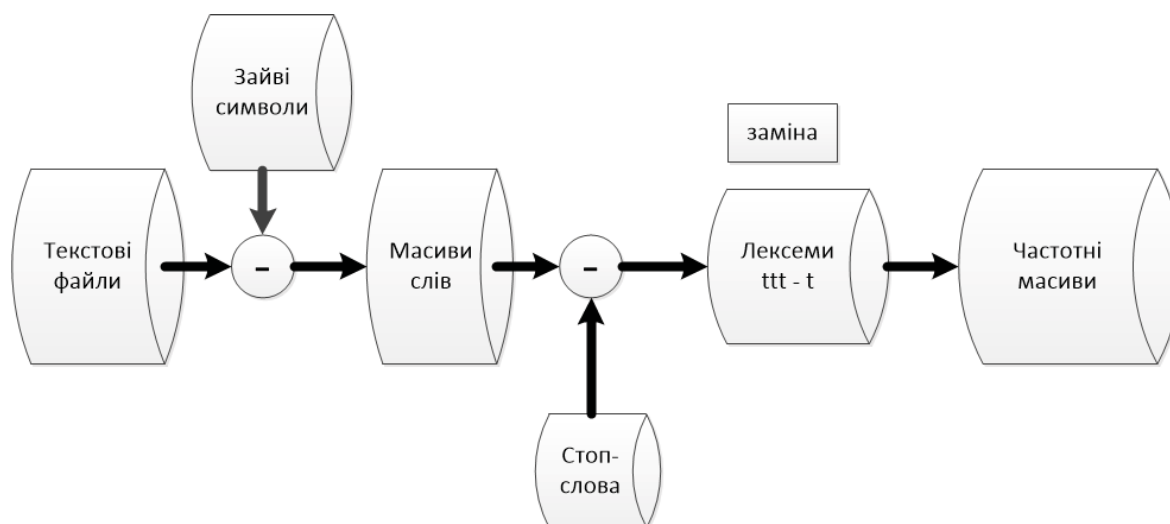 Зайві
символи
заміна
Текстові
файли
-
Масиви
слів
-
Лексеми
ttt - t
Частотні
масиви
Стоп-
слова